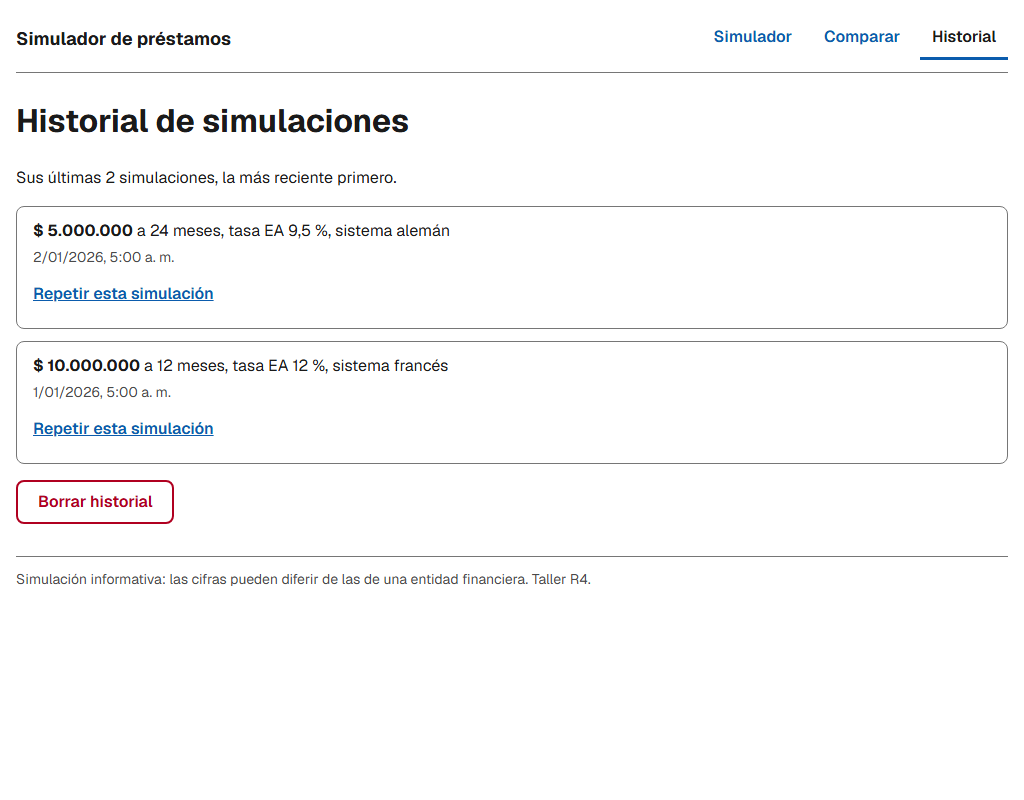 Simulador de préstamos
Simulador
Comparar
Historial
Historial de simulaciones
Sus últimas 2 simulaciones, la más reciente primero.
$ 5.000.000 a 24 meses, tasa EA 9,5 %, sistema alemán
2/01/2026, 5:00 a. m.
Repetir esta simulación
$ 10.000.000 a 12 meses, tasa EA 12 %, sistema francés
1/01/2026, 5:00 a. m.
Repetir esta simulación
Borrar historial
Simulación informativa: las cifras pueden diferir de las de una entidad financiera. Taller R4.